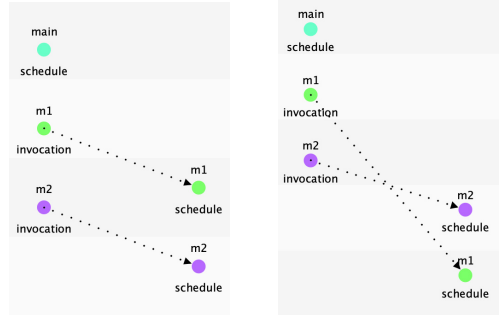 main
schedule
m1
invocation
m1
schedule
m2
invocation
m2
schedule
main
schedule
m1
invocation
m2
invocation
m2
schedule
m1
schedule